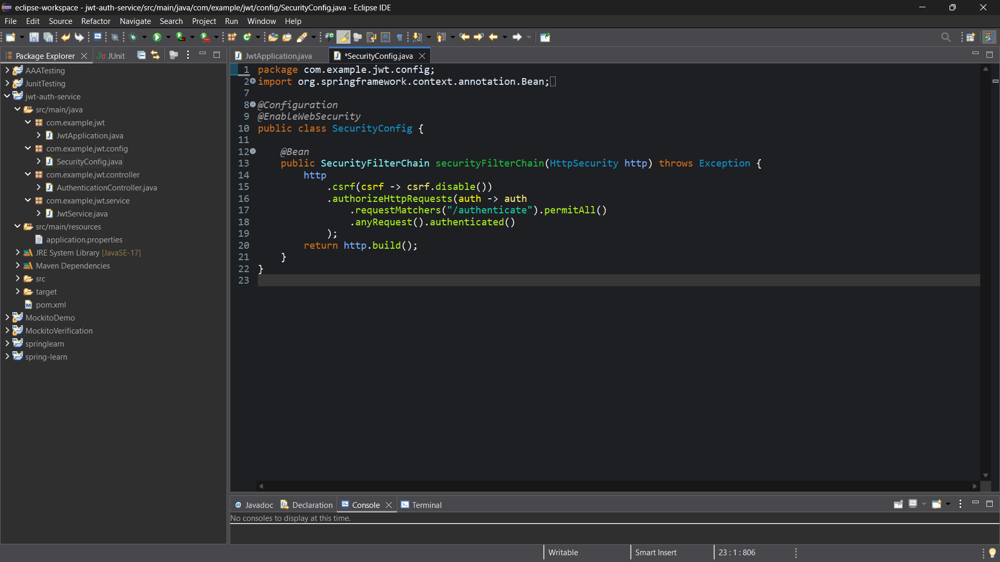 eclipse-workspace - jwt-auth-service/src/main/java/com/example/jwt/config/SecurityConfig.java - Eclipse IDE
File Edit Source Refactor Navigate Search Project Run Window Help
Package Explorer
JUnit
AAATesting
JunitTesting
jwt-auth-service
src/main/java
com.example.jwt
JwtApplication.java
com.example.jwt.config
SecurityConfig.java
com.example.jwt.controller
AuthenticationController.java
com.example.jwt.service
JwtService.java
src/main/resources
application.properties
JRE System Library [JavaSE-17]
Maven Dependencies
src
target
pom.xml
MockitoDemo
MockitoVerification
springlearn
spring-learn
JwtApplication.java
*SecurityConfig.java
1 package com.example.jwt.config;
2 import org.springframework.context.annotation.Bean;
7
8 @Configuration
9 @EnableWebSecurity
10 public class SecurityConfig {
11
12 @Bean
13 public SecurityFilterChain securityFilterChain(HttpSecurity http) throws Exception {
14 http
15 .csrf(csrf -> csrf.disable())
16 .authorizeHttpRequests(auth -> auth
17 .requestMatchers("/authenticate").permitAll()
18 .anyRequest().authenticated()
19 );
20 return http.build();
21 }
22 }
23
@ Javadoc
Declaration
Console
Terminal
No consoles to display at this time.
Writable
Smart Insert
23 : 1 : 806